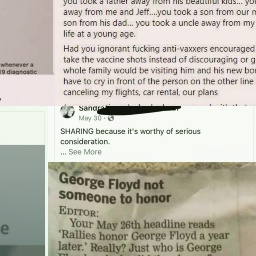 you took a father away from his beautiful kids... yo
away from me and Jeff....you took a son from our m
son from his dad... you took a uncle away from my
life at a young age.
Had you ignorant fucking anti-vaxxers encouraged
take the vaccine shots instead of discouraging or g
whole family would be visiting him and his new bor
have to cry in front of the person on the other line
canceling my flights, car rental, our plans
whenever a
19 diagnostic
May 30
SHARING because it's worthy of serious
consideration.
... See More
George Floyd not
someone to honor
EDITOR:
Your May 26th headline reads
'Rallies honor George Floyd a year
later.' Really? Just who is George
e